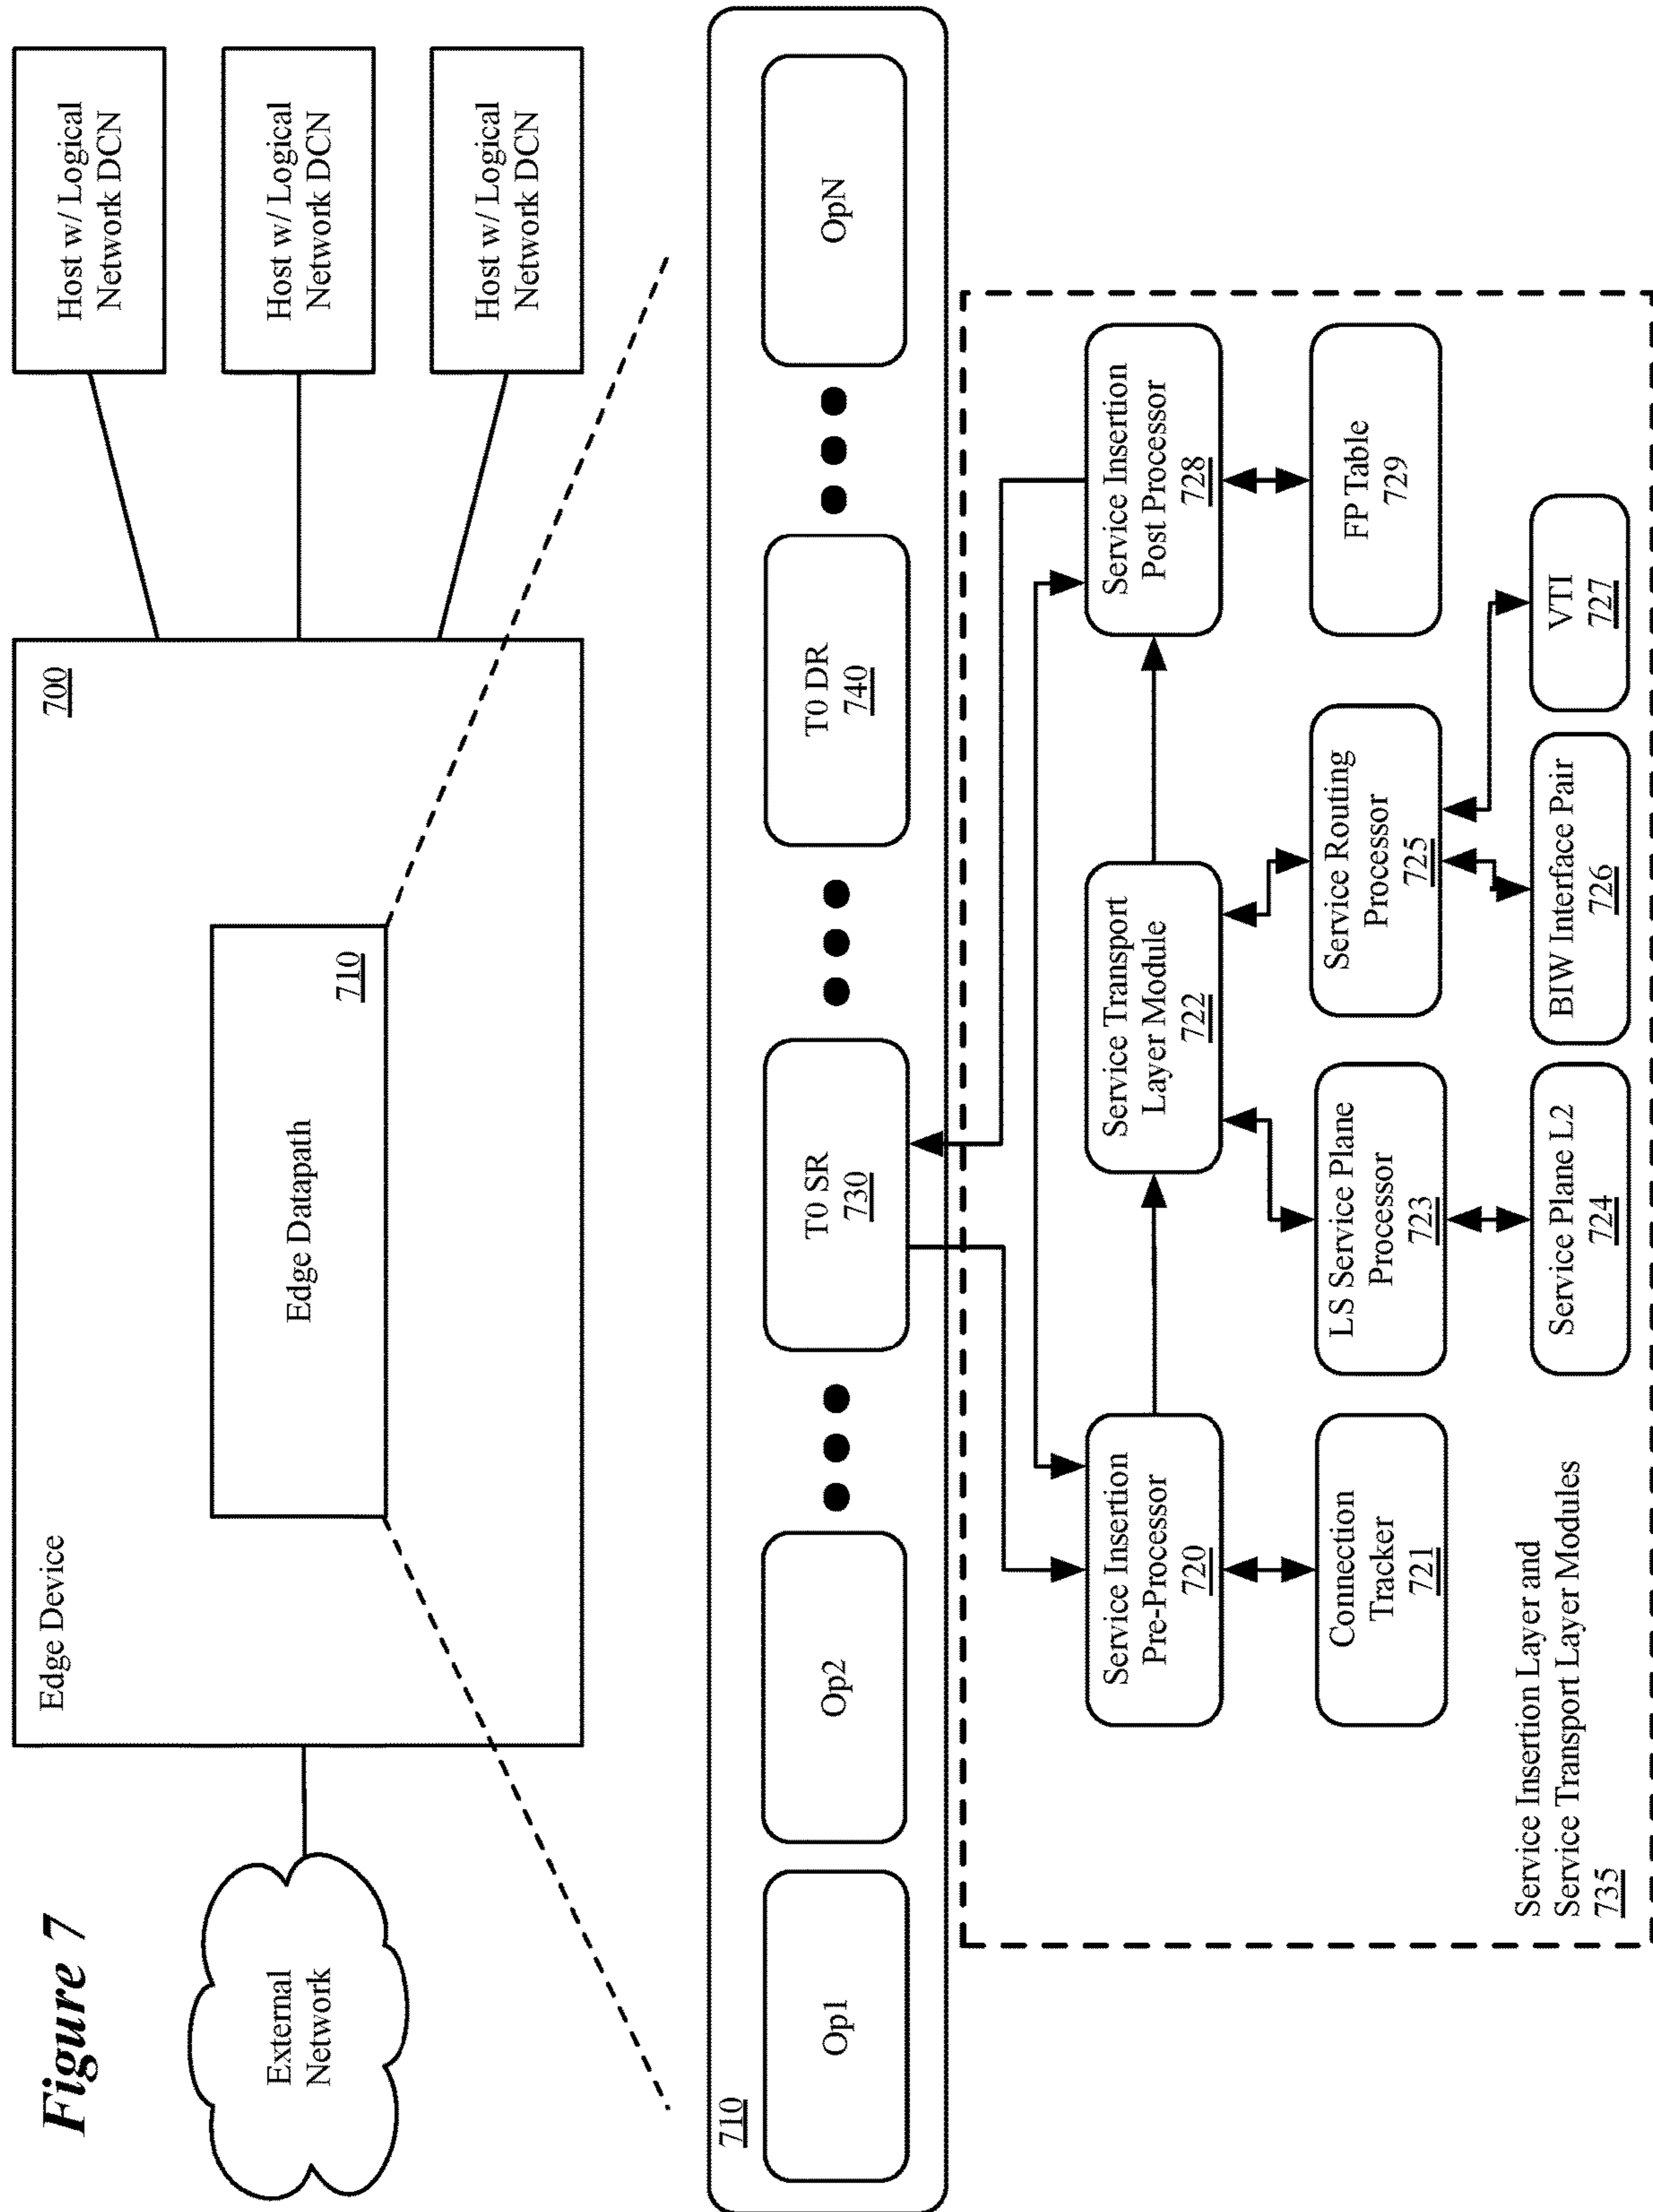 Figure 7
External
Network
Edge Device
700
Edge Datapath
710
Host w/ Logical
Network DCN
Host w/ Logical
Network DCN
Host w/ Logical
Network DCN
710
Op1
Op2
T0 SR
730
T0 DR
740
OpN
Service Insertion
Pre-Processor
720
Service Transport
Layer Module
722
Service Insertion
Post Processor
728
Connection
Tracker
721
LS Service Plane
Processor
723
Service Routing
Processor
725
FP Table
729
Service Plane L2
724
BIW Interface Pair
726
VTI
727
Service Insertion Layer and
Service Transport Layer Modules
735